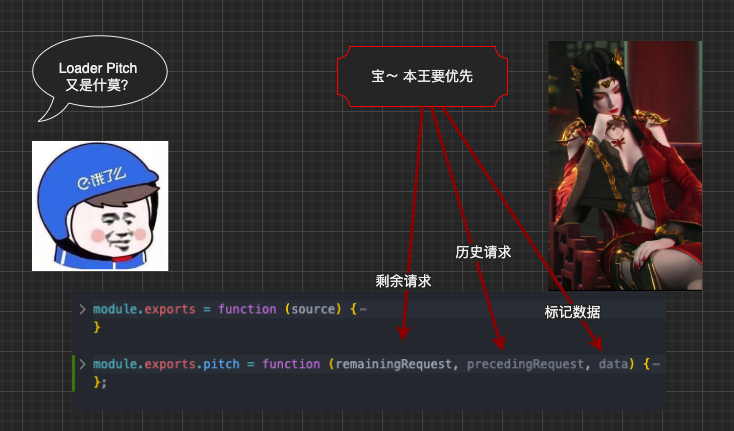 Loader Pitch
又是什莫?
宝～ 本王要优先
饿了么
历史请求
剩余请求
标记数据
module.exports = function (source) {
}
module.exports.pitch = function (remainingRequest, precedingRequest, data) {
};